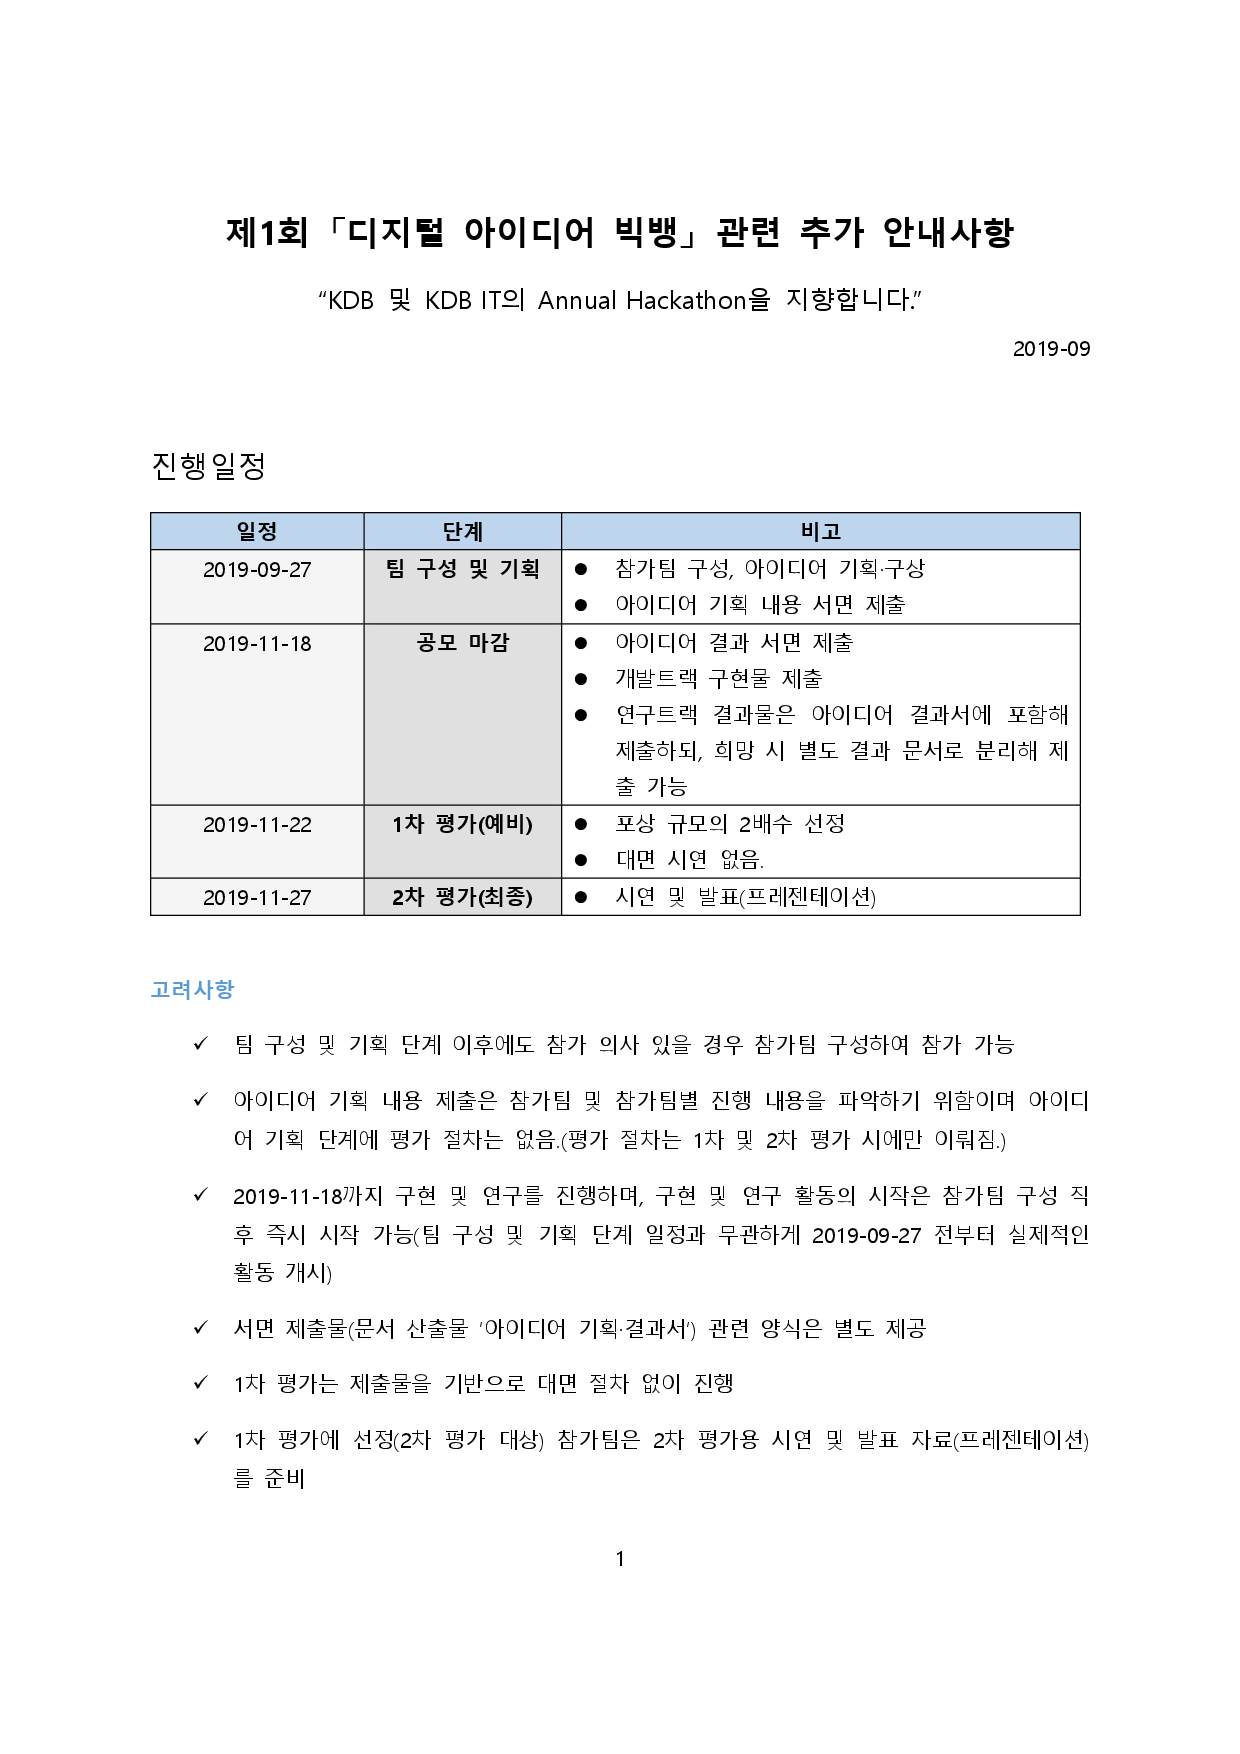 제1회「디지털 아이디어 빅뱅」관련 추가 안내사항
“KDB 및 KDB IT의 Annual Hackathon을 지향합니다.”
2019-09
진행일정
일정 단계 비고
2019-09-27 팀 구성 및 기획 ● 참가팀 구성, 아이디어 기획·구상
● 아이디어 기획 내용 서면 제출
2019-11-18 공모 마감 ● 아이디어 결과 서면 제출
● 개발트랙 구현물 제출
● 연구트랙 결과물은 아이디어 결과서에 포함해
제출하되, 희망 시 별도 결과 문서로 분리해 제
출 가능
2019-11-22 1차 평가(예비) ● 포상 규모의 2배수 선정
● 대면 시연 없음.
2019-11-27 2차 평가(최종) ● 시연 및 발표(프레젠테이션)
고려사항
✓ 팀 구성 및 기획 단계 이후에도 참가 의사 있을 경우 참가팀 구성하여 참가 가능
✓ 아이디어 기획 내용 제출은 참가팀 및 참가팀별 진행 내용을 파악하기 위함이며 아이디
어 기획 단계에 평가 절차는 없음.(평가 절차는 1차 및 2차 평가 시에만 이뤄짐.)
✓ 2019-11-18까지 구현 및 연구를 진행하며, 구현 및 연구 활동의 시작은 참가팀 구성 직
후 즉시 시작 가능(팀 구성 및 기획 단계 일정과 무관하게 2019-09-27 전부터 실제적인
활동 개시)
✓ 서면 제출물(문서 산출물 ‘아이디어 기획·결과서’) 관련 양식은 별도 제공
✓ 1차 평가는 제출물을 기반으로 대면 절차 없이 진행
✓ 1차 평가에 선정(2차 평가 대상) 참가팀은 2차 평가용 시연 및 발표 자료(프레젠테이션)
를 준비
1